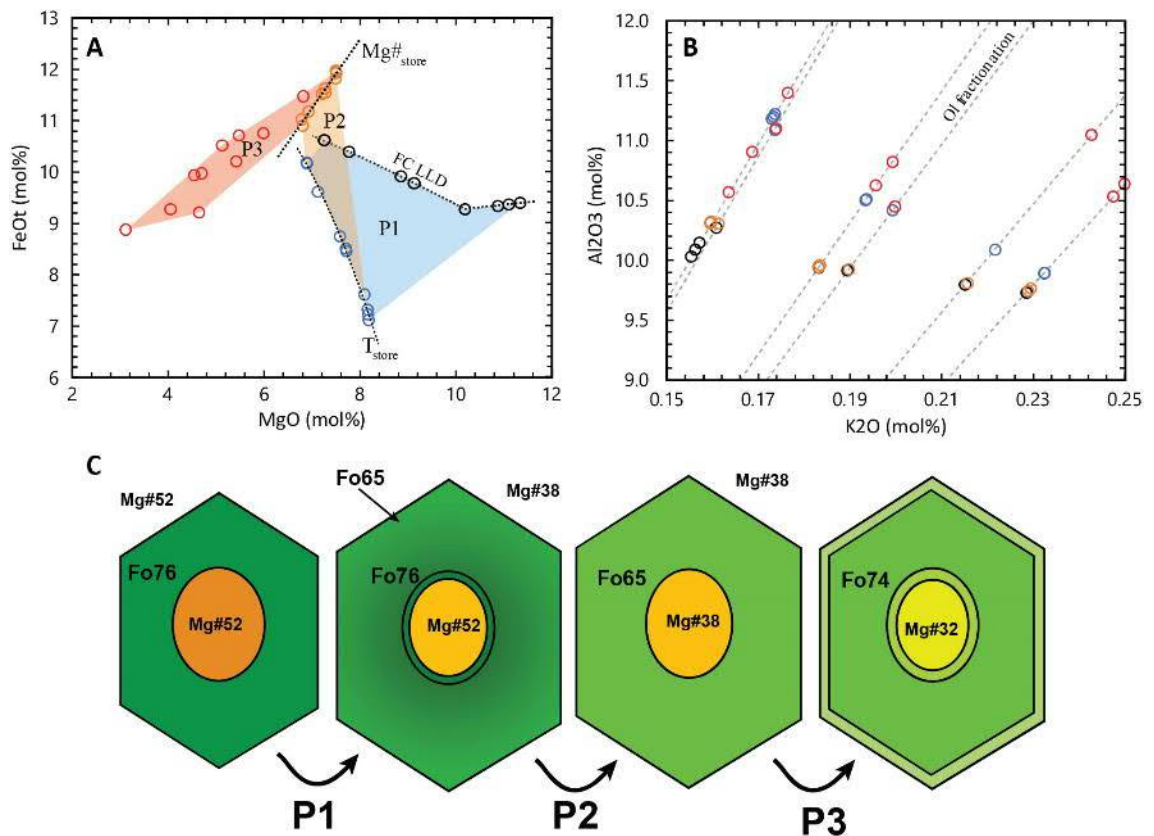 A
B
13
12
11
10
9
8
7
6
2
4
6
8
10
12
FeOt (mol%)
MgO (mol%)
Mg#store
P2
P3
FC LLD
P1
Tstore
12.0
11.5
11.0
10.5
10.0
9.5
9.0
0.15
0.17
0.19
0.21
0.23
0.25
Al2O3 (mol%)
K2O (mol%)
Ol fractionation
C
Fo65
Mg#52
Mg#38
Mg#38
Fo76
Fo76
Fo65
Fo74
Mg#52
Mg#52
Mg#38
Mg#32
P1
P2
P3